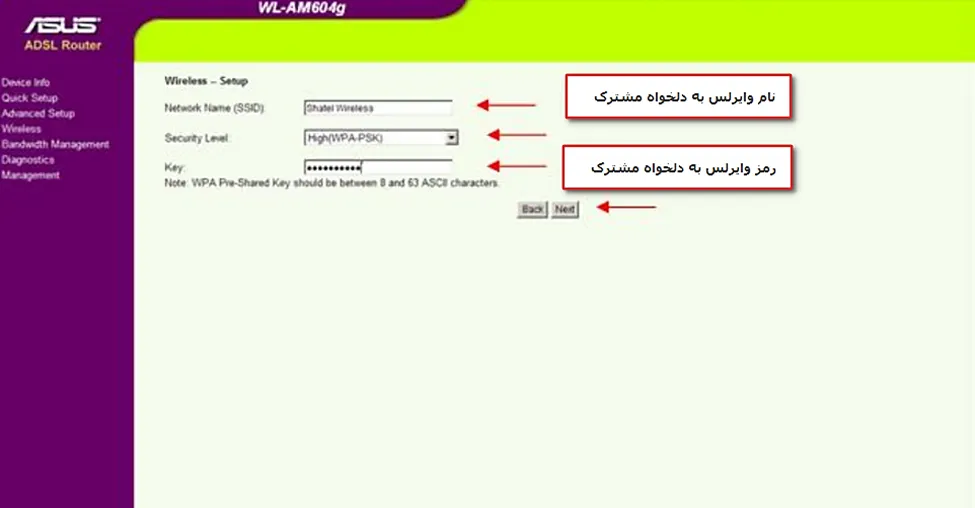 WL-AM604g
ASUS
ADSL Router
Device Info
Quick Setup
Advanced Setup
Wireless
Bandwidth Management
Diagnostics
Management
Wireless – Setup
Network Name (SSID): Shatel Wireless
نام وایرلس به دلخواه مشترک
Security Level: High(WPA-PSK)
Key: ••••••••••
رمز وایرلس به دلخواه مشترک
Note: WPA Pre-Shared Key should be between 8 and 63 ASCII characters.
Back Next